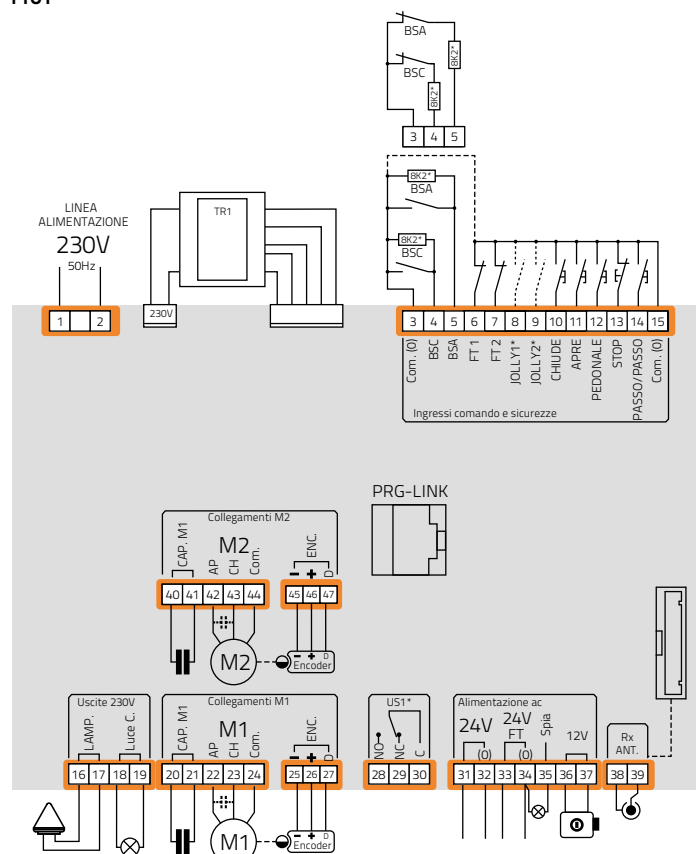 BSA
8K2*
BSC
8K2*
3 4 5
LINEA
ALIMENTAZIONE
230V
50Hz
TR1
230V
8K2*
BSA
8K2*
BSC
1 2
3 4 5 6 7 8 9 10 11 12 13 14 15
Com. (0)
BSC
BSA
FT 1
FT 2
JOLLY1*
JOLLY2*
CHIUDE
APRE
PEDONALE
STOP
PASSO/PASSO
Com. (0)
Ingressi comando e sicurezze
PRG-LINK
Collegamenti M2
CAP. M1
M2
AP
CH
Com.
ENC.
- + D
40 41 42 43 44
45 46 47
M2
- + D
Encoder
Uscite 230V
LAMP.
Luce C.
16 17 18 19
Collegamenti M1
CAP. M1
M1
AP
CH
Com.
ENC.
- + D
20 21 22 23 24
25 26 27
M1
- + D
Encoder
US1*
NO
NC
C
28 29 30
Alimentazione ac
24V
(0)
24V
FT
(0)
Spia
12V
31 32 33 34 35 36 37
Rx
ANT.
38 39